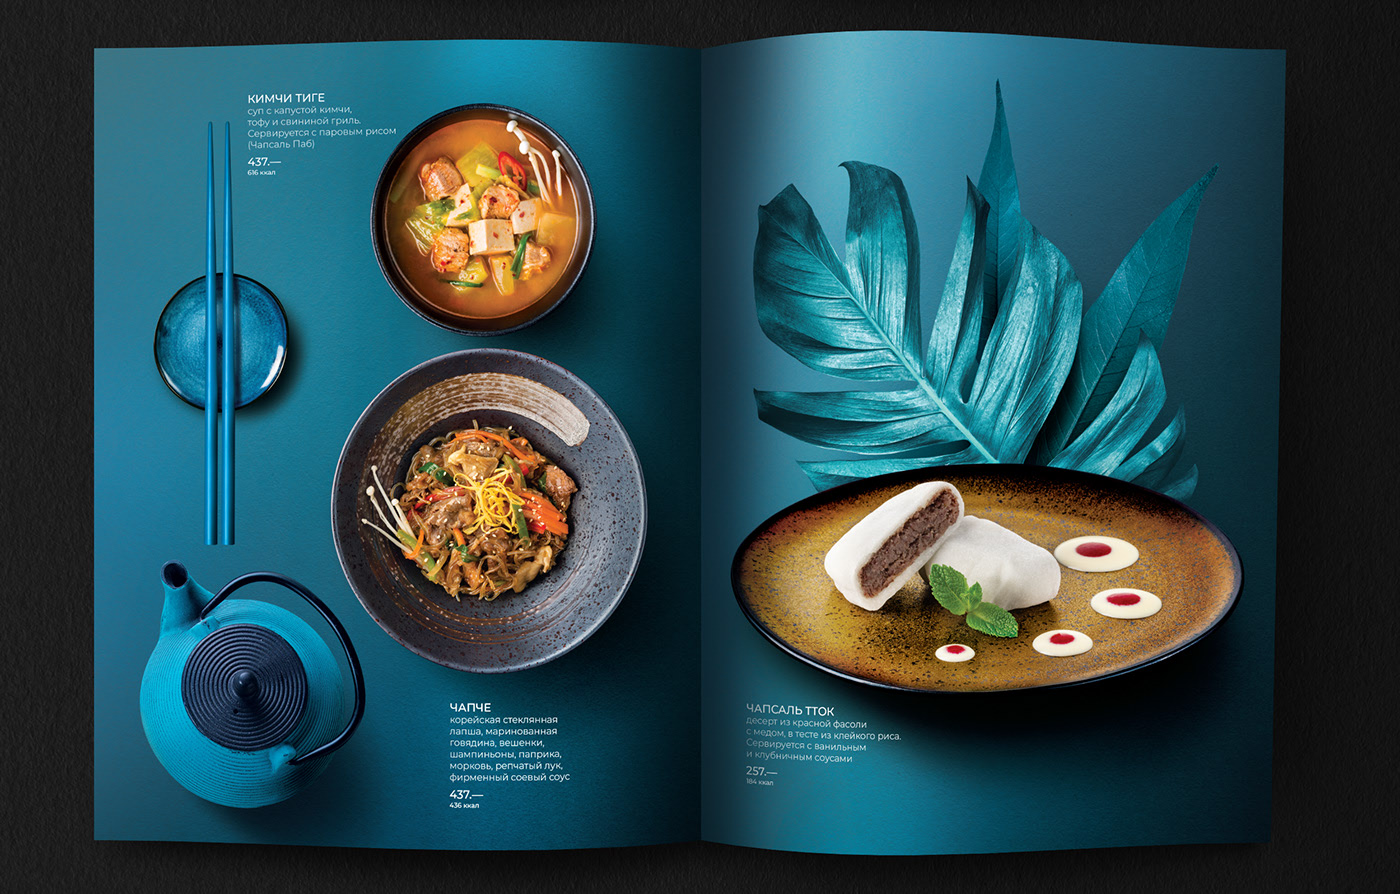 КИМЧИ ТИГЕ
суп с капустой кимчи,
тофу и свининой гриль.
Сервируется с паровым рисом
(Чапсаль Паб)
437.—
616 ккал
ЧАПЧЕ
корейская стеклянная
лапша, маринованная
говядина, вешенки,
шампиньоны, паприка,
морковь, репчатый лук,
фирменный соевый соус
437.—
436 ккал
ЧАПСАЛЬ ТТОК
десерт из красной фасоли
с медом, в тесте из клейкого риса.
Сервируется с ванильным
и клубничным соусами
257.—
184 ккал